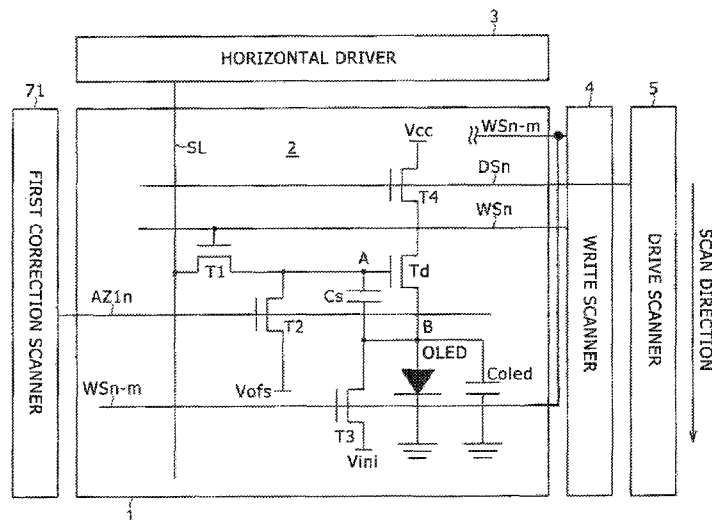 3
HORIZONTAL DRIVER
71
4
5
Vcc
WSn-m
SL
2
DSn
T4
WSn
A
Td
T1
Cs
AZ1n
T2
B
OLED
Coled
Vofs
WSn-m
T3
Vini
1
FIRST CORRECTION SCANNER
WRITE SCANNER
DRIVE SCANNER
SCAN DIRECTION